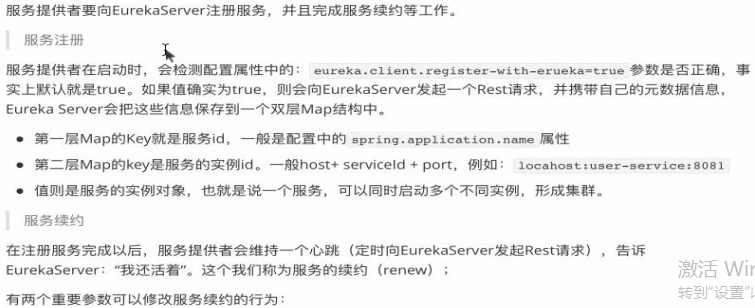 服务提供者要向EurekaServer注册服务，并且完成服务续约等工作。
服务注册
服务提供者在启动时，会检测配置属性中的：eureka.client.register-with-erueka=true参数是否正确，事
实上默认就是true。如果值确实为true，则会向EurekaServer发起一个Rest请求，并携带自己的元数据信息，
Eureka Server会把这些信息保存到一个双层Map结构中。
第一层Map的Key就是服务id，一般是配置中的spring.application.name属性
第二层Map的key是服务的实例id。一般host+ serviceId + port，例如：locahost:user-service:8081
值则是服务的实例对象，也就是说一个服务，可以同时启动多个不同实例，形成集群。
服务续约
在注册服务完成以后，服务提供者会维持一个心跳（定时向EurekaServer发起Rest请求），告诉
EurekaServer：“我还活着”。这个我们称为服务的续约（renew）；
有两个重要参数可以修改服务续约的行为：
激活 Win
转到“设置”以